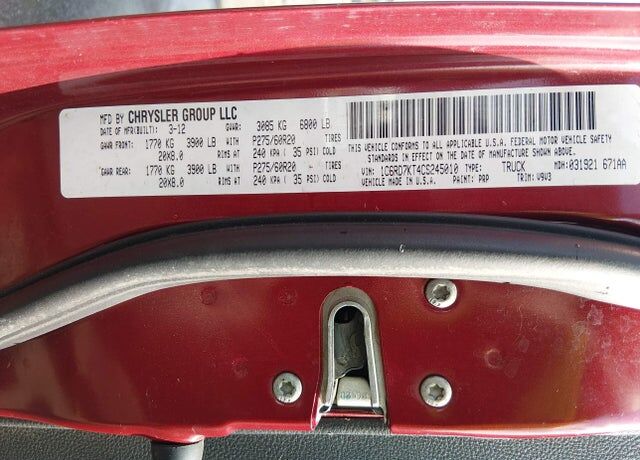 MFD BY CHRYSLER GROUP LLC
DATE OF MFR(BUILT): 3-12 GVWR: 3085 KG 6800 LB
GAWR FRONT: 1770 KG 3900 LB P275/60R20 TIRES
20X8.0 RIMS AT 240 KPA ( 35 PSI) COLD
GAWR REAR: 1770 KG 3900 LB P275/60R20 TIRES
20X8.0 RIMS AT 240 KPA ( 35 PSI) COLD
THIS VEHICLE CONFORMS TO ALL APPLICABLE U.S.A. FEDERAL MOTOR VEHICLE SAFETY
STANDARDS IN EFFECT ON THE DATE OF MANUFACTURE SHOWN ABOVE.
VIN: 1C6RD7KT4CS245010 TYPE: TRUCK MDH:031921 671AA
VEHICLE MADE IN U.S.A. PAINT: PRP TRIM: V9V3